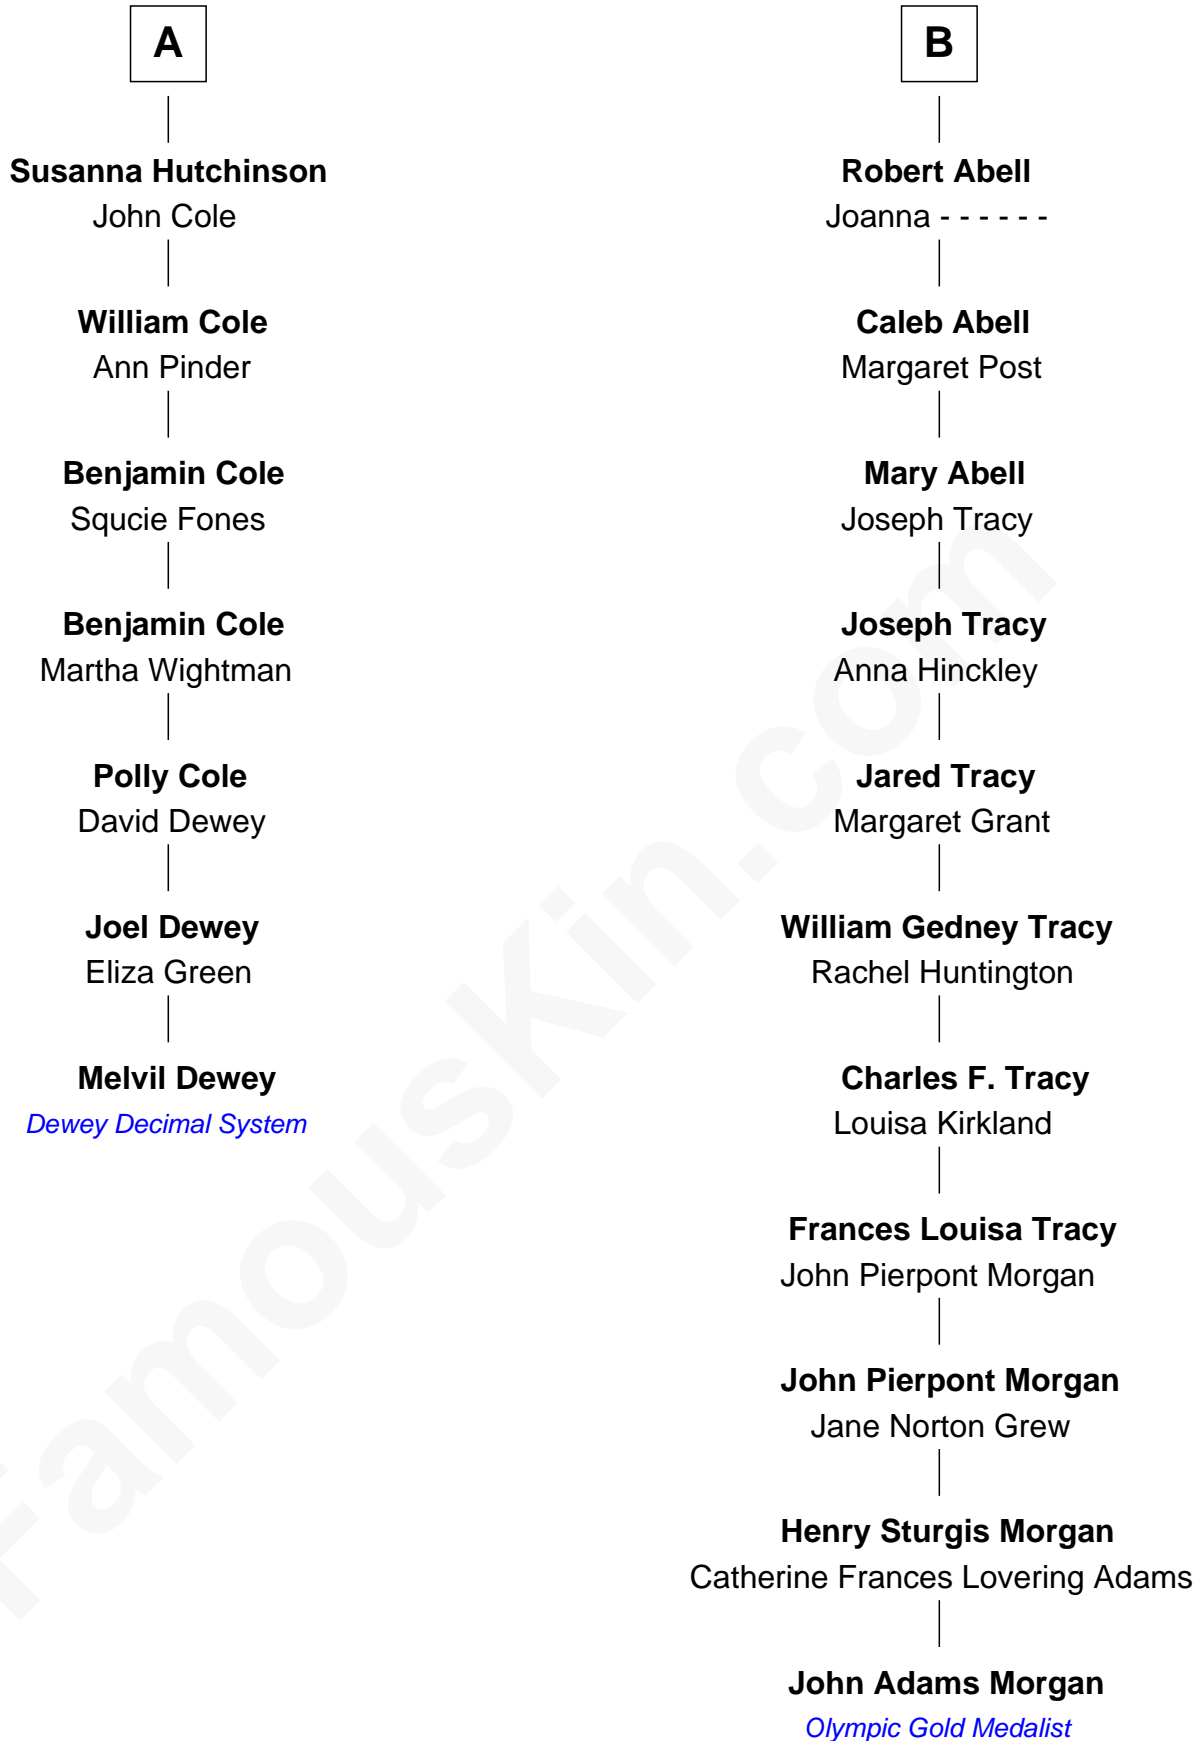 A
Susanna Hutchinson
John Cole
William Cole
Ann Pinder
Benjamin Cole
Squcie Fones
Benjamin Cole
Martha Wightman
Polly Cole
David Dewey
Joel Dewey
Eliza Green
Melvil Dewey
Dewey Decimal System
B
Robert Abell
Joanna - - - - - -
Caleb Abell
Margaret Post
Mary Abell
Joseph Tracy
Joseph Tracy
Anna Hinckley
Jared Tracy
Margaret Grant
William Gedney Tracy
Rachel Huntington
Charles F. Tracy
Louisa Kirkland
Frances Louisa Tracy
John Pierpont Morgan
John Pierpont Morgan
Jane Norton Grew
Henry Sturgis Morgan
Catherine Frances Lovering Adams
John Adams Morgan
Olympic Gold Medalist
FamousKin.com